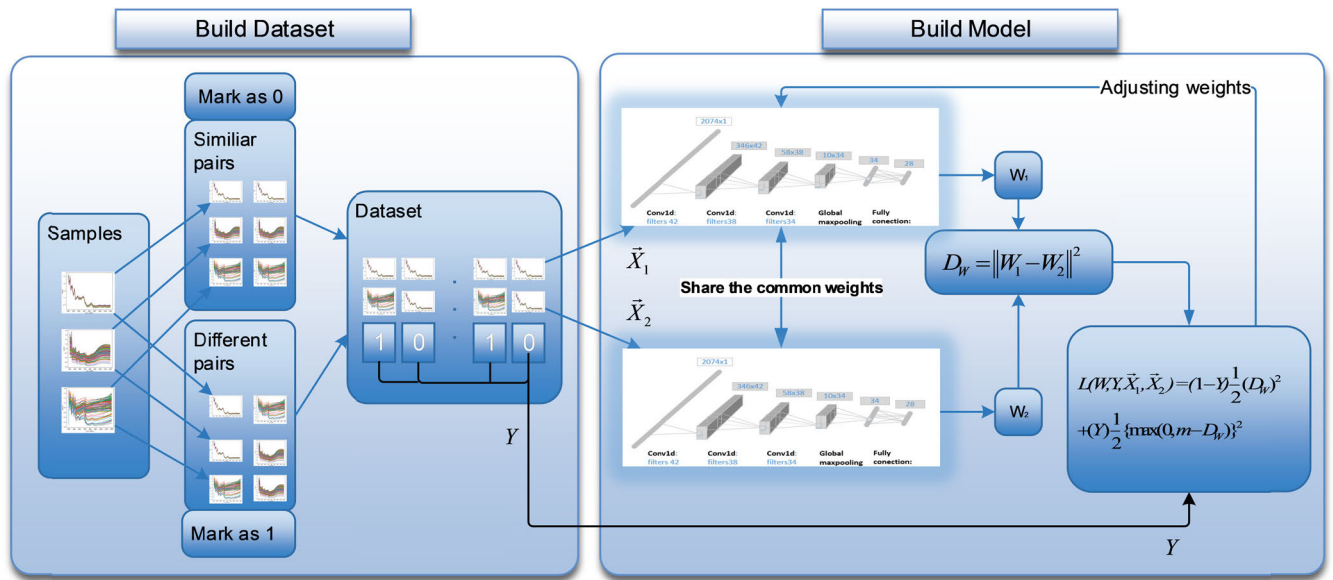 Build Dataset
Build Model
Mark as 0
Similiar
pairs
Samples
Different
pairs
Mark as 1
Dataset
1 0 . 1 0
Y
X⃗₁
X⃗₂
Adjusting weights
2074x1
346x42
58x38
10x34
34
28
Conv1d: Conv1d: Conv1d: Global Fully
filters 42 filters38 filters34 maxpooling conection:
Share the common weights
2074x1
346x42
58x38
10x34
34
28
Conv1d: Conv1d: Conv1d: Global Fully
filters 42 filters38 filters34 maxpooling conection:
W₁
D_W = ‖W₁−W₂‖²
W₂
L(W,Y,X⃗₁,X⃗₂)=(1−Y)½(D_W)²
+(Y)½{max(0,m−D_W)}²
Y